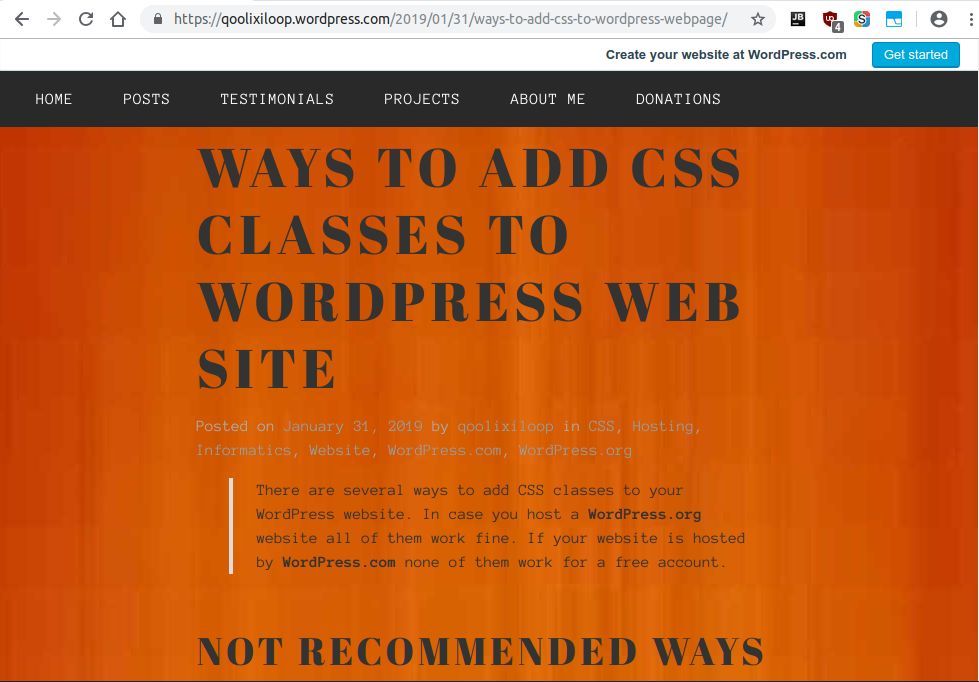 https://qoolixiloop.wordpress.com/2019/01/31/ways-to-add-css-to-wordpress-webpage/
JB
4
S
Create your website at WordPress.com
Get started
HOME POSTS TESTIMONIALS PROJECTS ABOUT ME DONATIONS
WAYS TO ADD CSS
CLASSES TO
WORDPRESS WEB
SITE
Posted on January 31, 2019 by qoolixiloop in CSS, Hosting,
Informatics, Website, WordPress.com, WordPress.org
There are several ways to add CSS classes to your
WordPress website. In case you host a WordPress.org
website all of them work fine. If your website is hosted
by WordPress.com none of them work for a free account.
NOT RECOMMENDED WAYS